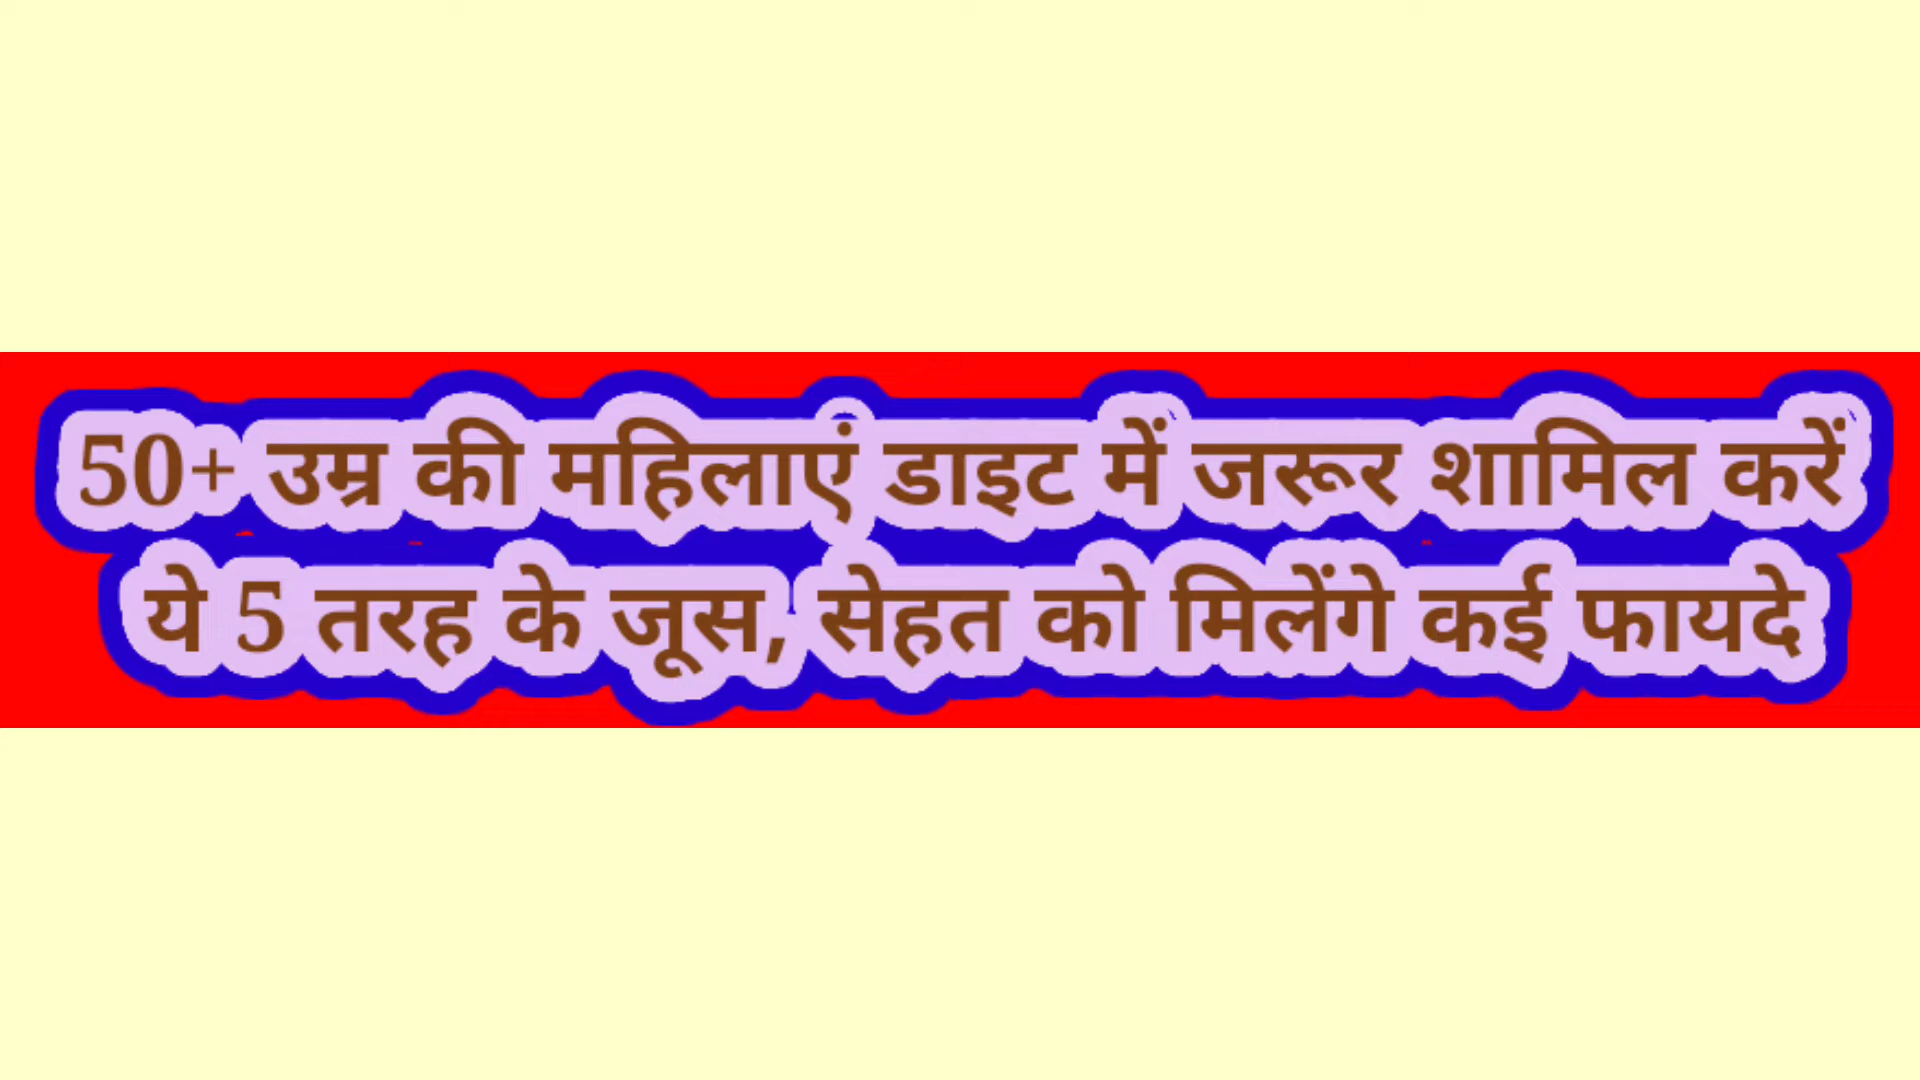 50+ उम्र की महिलाएं डाइट में जरूर शामिल करें
ये 5 तरह के जूस, सेहत को मिलेंगे कई फायदे